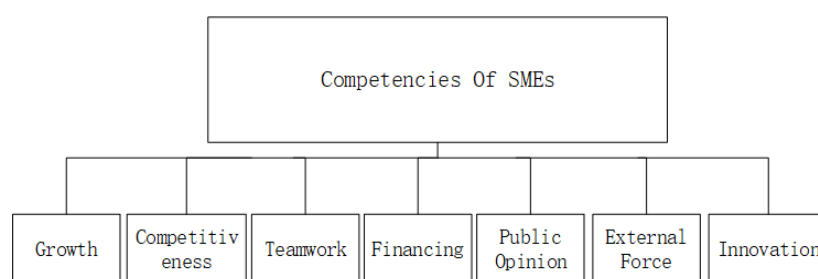 Competencies Of SMEs
Growth
Competitiv
eness
Teamwork
Financing
Public
Opinion
External
Force
Innovation